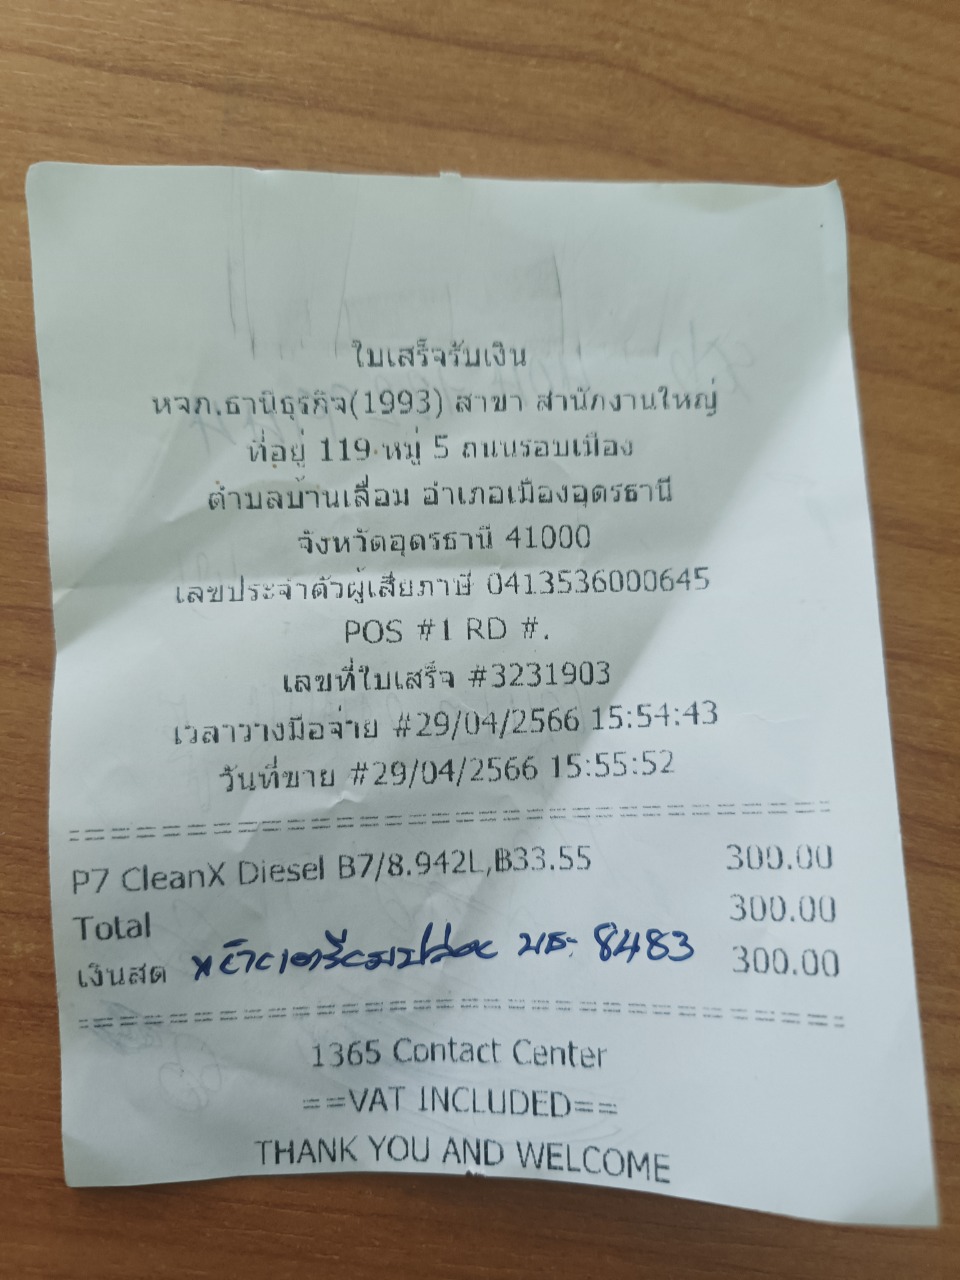 ใบเสร็จรับเงิน
หจก.ธานีธุรกิจ(1993) สาขา สำนักงานใหญ่
ที่อยู่ 119 หมู่ 5 ถนนรอบเมือง
ตำบลบ้านเลื่อม อำเภอเมืองอุดรธานี
จังหวัดอุดรธานี 41000
เลขประจำตัวผู้เสียภาษี 0413536000645
POS #1 RD #.
เลขที่ใบเสร็จ #3231903
เวลาวางมือจ่าย #29/04/2566 15:54:43
วันที่ขาย #29/04/2566 15:55:52
P7 CleanX Diesel B7/8.942L,฿33.55 300.00
Total 300.00
เงินสด 8483 300.00
1365 Contact Center
==VAT INCLUDED==
THANK YOU AND WELCOME